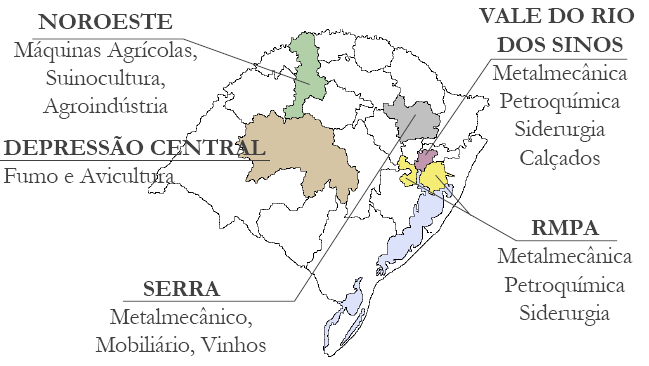 NOROESTE
Máquinas Agrícolas,
Suinocultura,
Agroindústria
VALE DO RIO
DOS SINOS
Metalmecânica
Petroquímica
Siderurgia
Calçados
DEPRESSÃO CENTRAL
Fumo e Avicultura
RMPA
Metalmecânica
Petroquímica
Siderurgia
SERRA
Metalmecânico,
Mobiliário, Vinhos